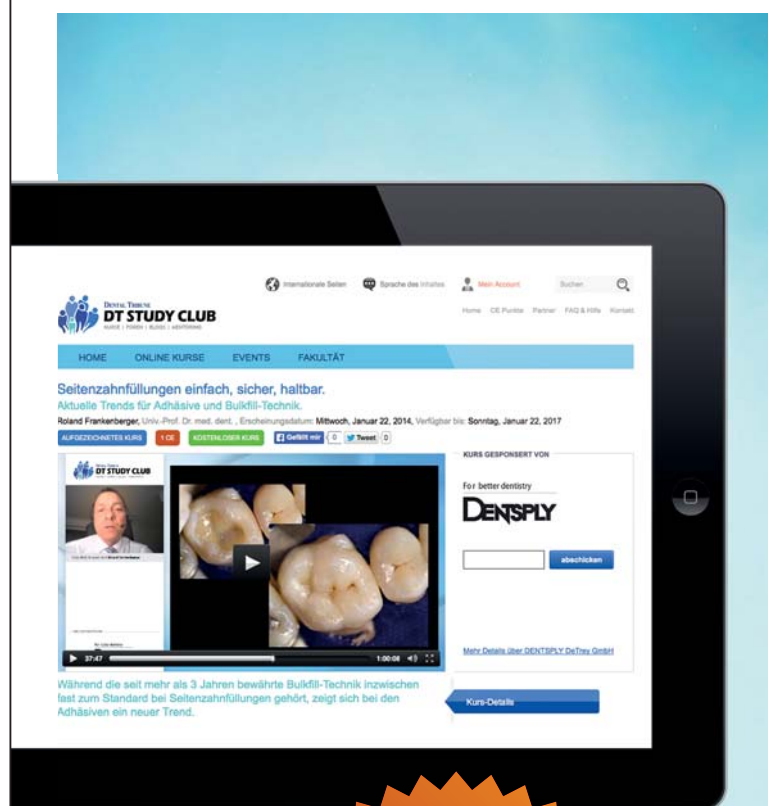 Internationale Seiten
Sprache des Inhaltes
Mein Account
Suchen
DENTAL TRIBUNE
DT STUDY CLUB
Home CE Punkte Partner FAQ & Hilfe Kontakt
HOME ONLINE KURSE EVENTS FAKULTÄT
Seitenzahnfüllungen einfach, sicher, haltbar.
Aktuelle Trends für Adhäsive und Bulkfill-Technik.
Roland Frankenberger, Univ.-Prof. Dr. med. dent. , Erscheinungsdatum: Mittwoch, Januar 22, 2014, Verfügbar bis: Sonntag, Januar 22, 2017
AUFGEZEICHNETES KURS 1 CE KOSTENLOSER KURS Gefällt mir 0 Tweet 0
DT STUDY CLUB
KURS GESPONSERT VON
For better dentistry
DENTSPLY
abschicken
37:47 1:00:08
Mehr Details über DENTSPLY DeTrey GmbH
Während die seit mehr als 3 Jahren bewährte Bulkfill-Technik inzwischen
fast zum Standard bei Seitenzahnfüllungen gehört, zeigt sich bei den
Adhäsiven ein neuer Trend.
Kurs-Details